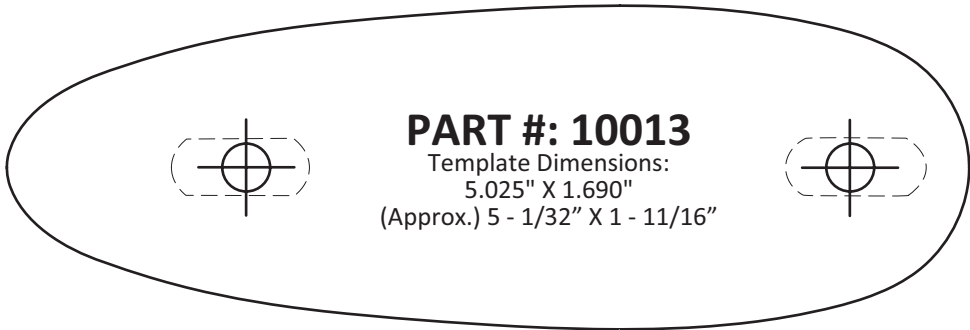 PART #: 10013
Template Dimensions:
5.025" X 1.690"
(Approx.) 5 - 1/32” X 1 - 11/16”